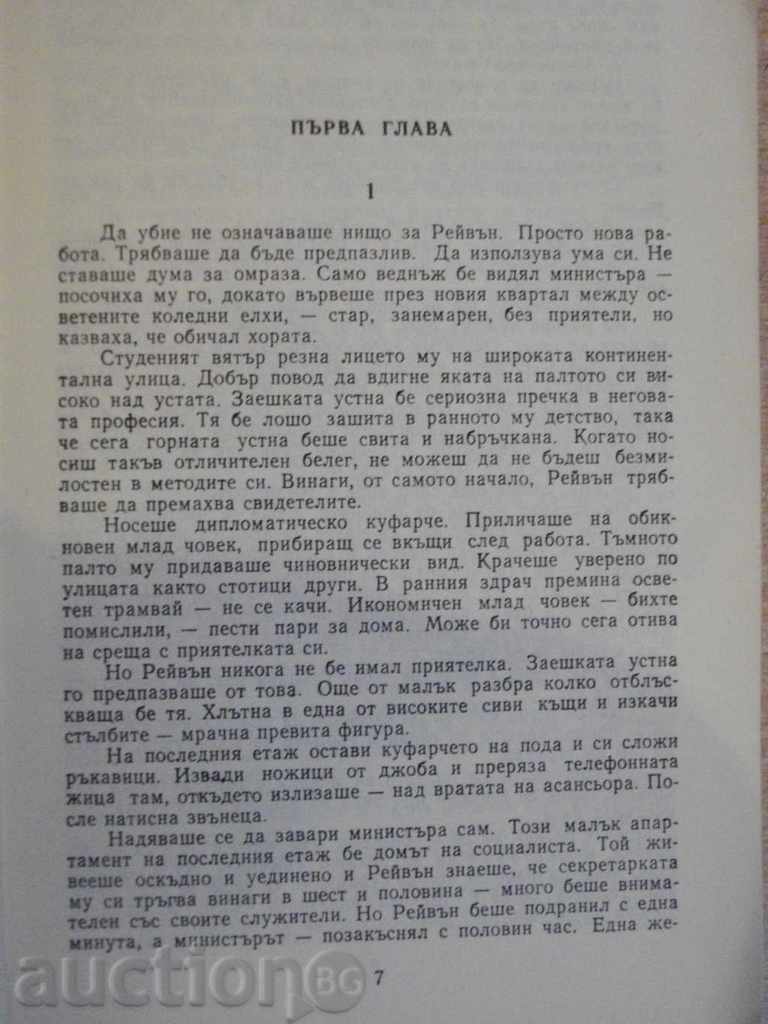 ПЪРВА ГЛАВА
1
Да убие не означаваше нищо за Рейвън. Просто нова ра-
бота. Трябваше да бъде предпазлив. Да използува ума си. Не
ставаше дума за омраза. Само веднъж бе видял министъра —
посочиха му го, докато вървеше през новия квартал между ос-
ветените коледни елхи, — стар, занемарен, без приятели, но
казваха, че обичал хората.
Студеният вятър резна лицето му на широката континен-
тална улица. Добър повод да вдигне яката на палтото си ви-
соко над устата. Заешката устна бе сериозна пречка в негова-
та професия. Тя бе лошо зашита в ранното му детство, така
че сега горната устна беше свита и набръчкана. Когато но-
сиш такъв отличителен белег, не можеш да не бъдеш безми-
лостен в методите си. Винаги, от самото начало, Рейвън тряб-
ваше да премахва свидетелите.
Носеше дипломатическо куфарче. Приличаше на обик-
новен млад човек, прибиращ се вкъщи след работа. Тъмното
палто му придаваше чиновнически вид. Крачеше уверено по
улицата както стотици други. В ранния здрач премина осве-
тен трамвай — не се качи. Икономичен млад човек — бихте
помислили, — пести пари за дома. Може би точно сега отива
на среща с приятелката си.
Но Рейвън никога не бе имал приятелка. Заешката устна
го предпазваше от това. Още от малък разбра колко отблъс-
кваща бе тя. Хлътна в една от високите сиви къщи и изкачи
стълбите — мрачна превита фигура.
На последния етаж остави куфарчето на пода и си сложи
ръкавици. Извади ножици от джоба и преряза телефонната
жица там, откъдето излизаше — над вратата на асансьора. По-
сле натисна звънеца.
Надяваше се да завари министъра сам. Този малък апар-
тамент на последния етаж бе домът на социалиста. Той жи-
вееше оскъдно и уединено и Рейвън знаеше, че секретарката
му си тръгва винаги в шест и половина — много беше внима-
телен със своите служители. Но Рейвън беше подранил с една
минута, а министърът — позакъснял с половин час. Една же-
7
auctionBG